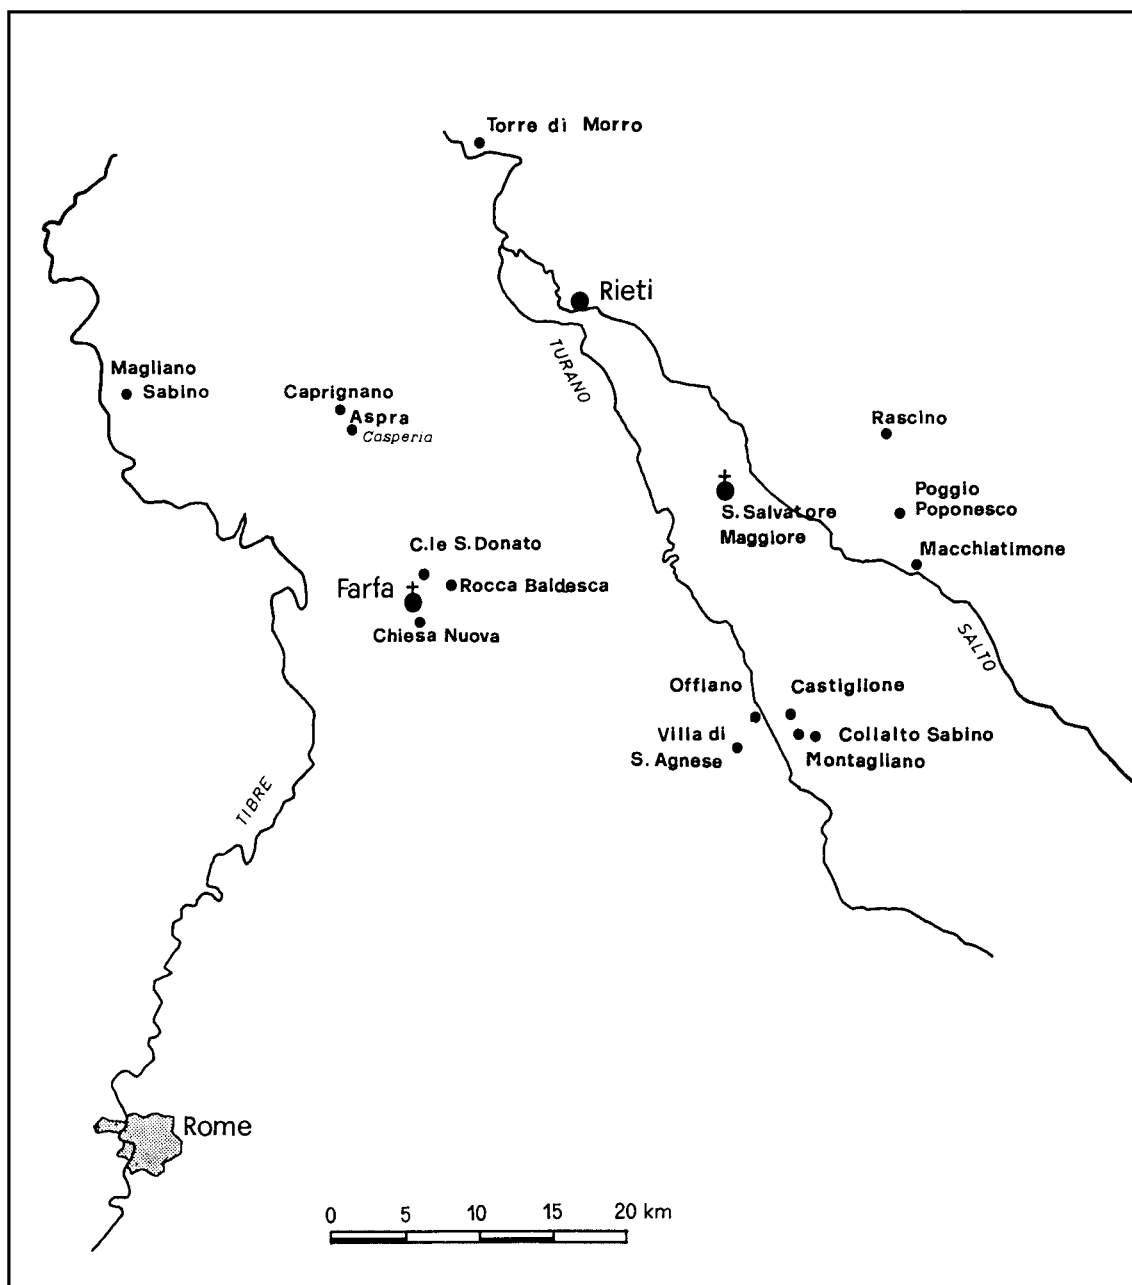 Torre di Morro
Rieti
TURANO
Magliano
Sabino
Caprignano
Aspra
Casperia
Rascino
Poggio
Poponesco
S. Salvatore
Maggiore
Macchiatimone
C.le S. Donato
Farfa
Rocca Baldesca
Chiesa Nuova
SALTO
Offiano
Castiglione
Villa di
S. Agnese
Collalto Sabino
Montagliano
TIBRE
Rome
0 5 10 15 20 km